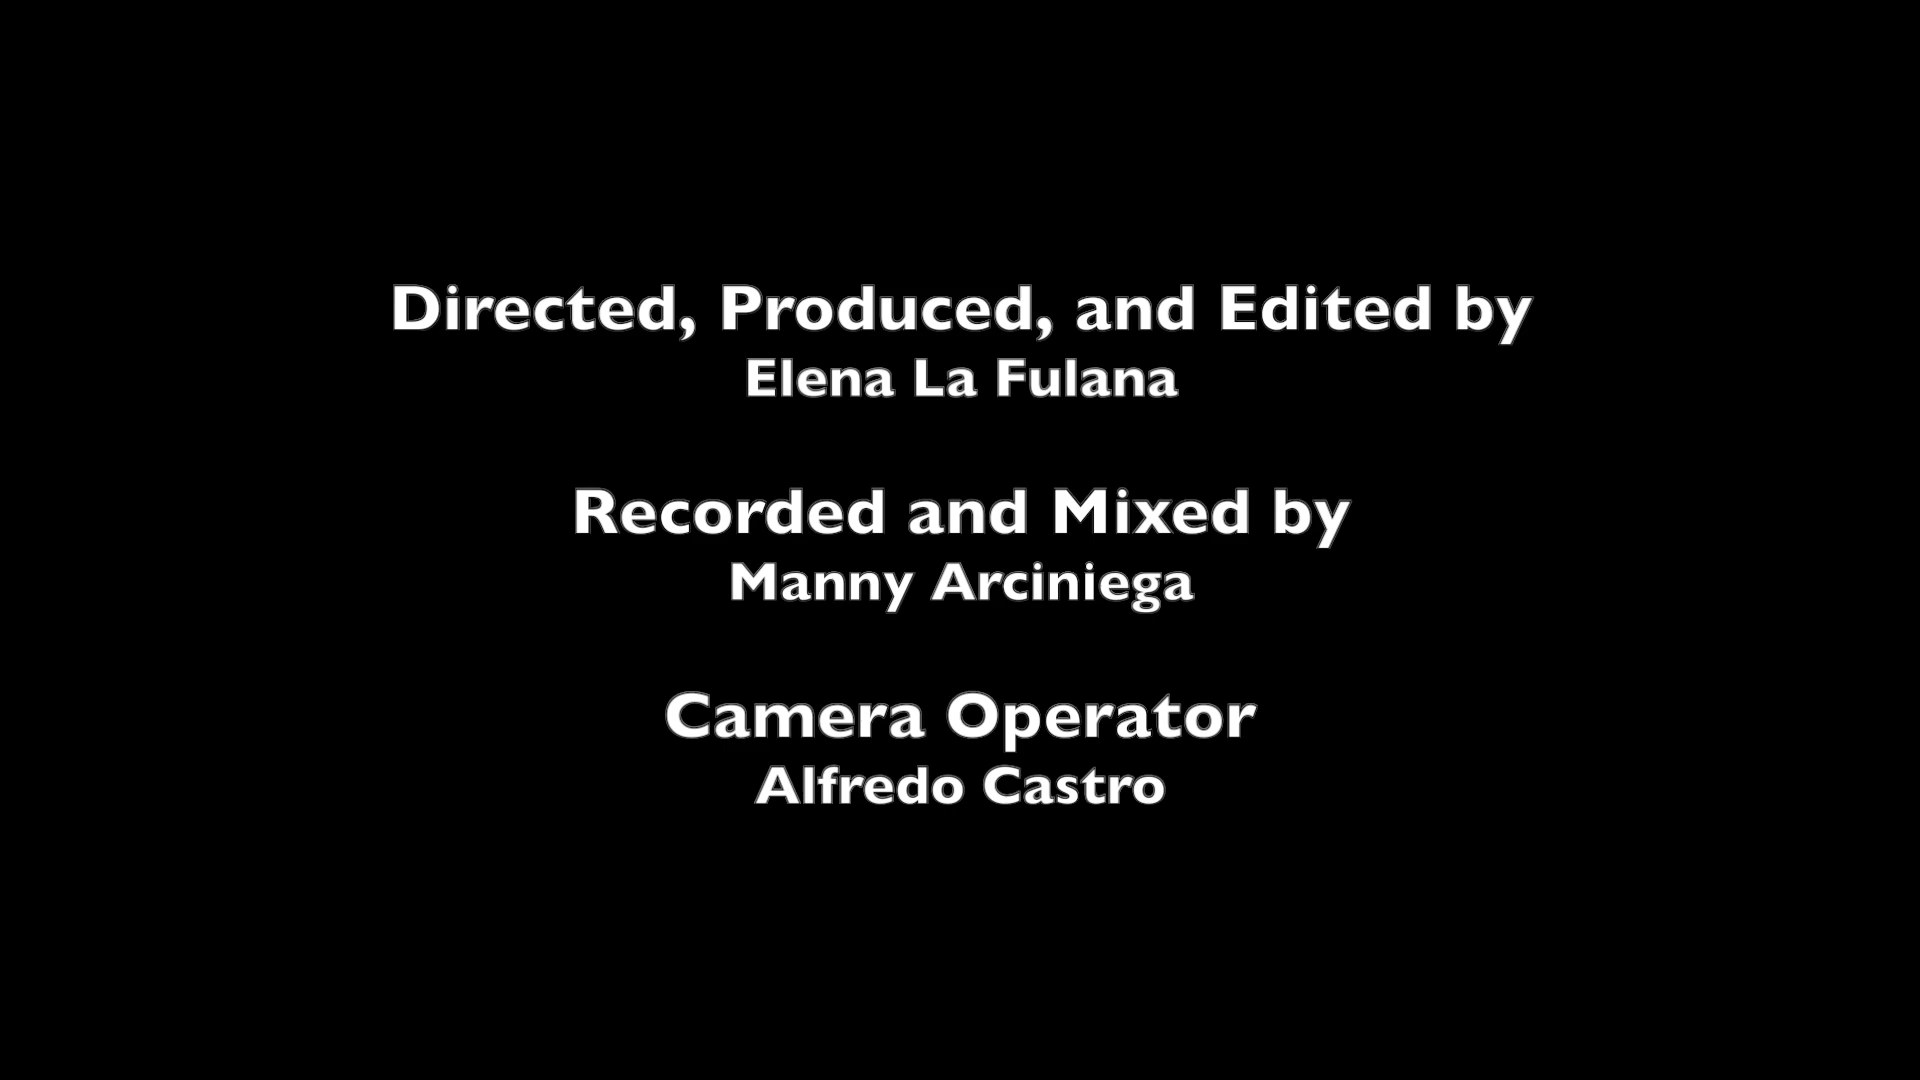 Directed, Produced, and Edited by
Elena La Fulana
Recorded and Mixed by
Manny Arciniega
Camera Operator
Alfredo Castro